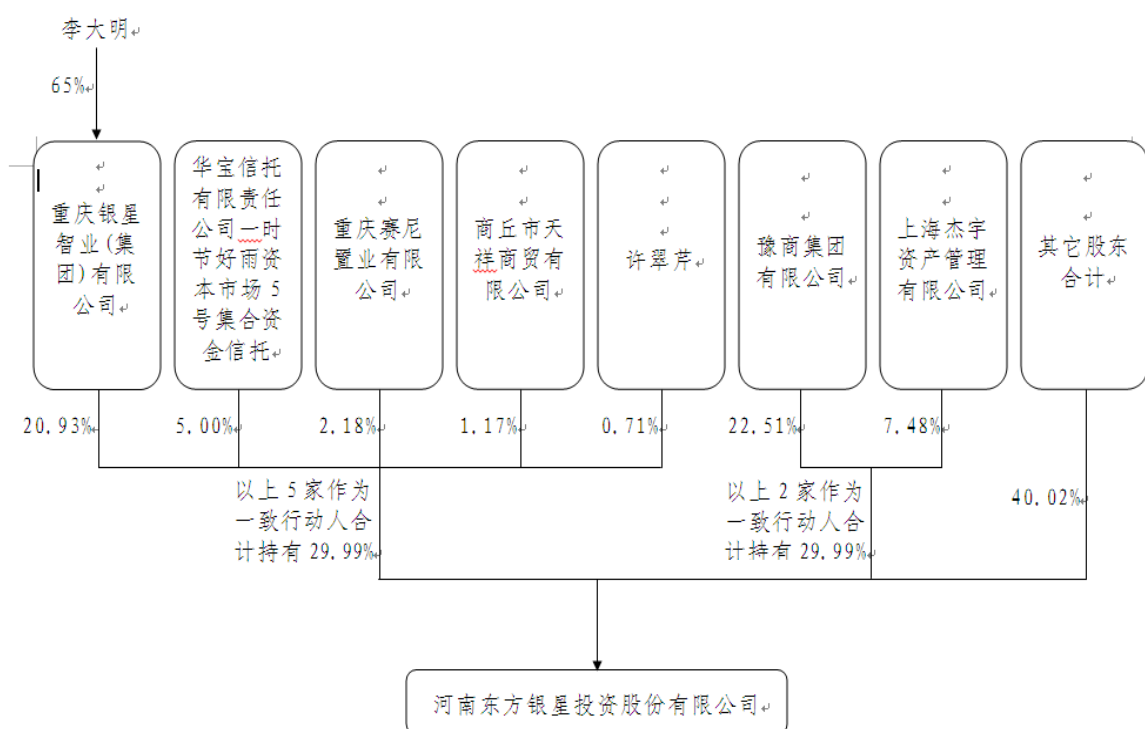 李大明
65%
重庆银星
智业(集
团)有限
公司
华宝信托
有限责任
公司一时
节好雨资
本市场5
号集合资
金信托
重庆赛尼
置业有限
公司
商丘市天
祥商贸有
限公司
许翠芹
豫商集团
有限公司
上海杰宇
资产管理
有限公司
其它股东
合计
20.93%
5.00%
2.18%
1.17%
0.71%
22.51%
7.48%
以上5家作为
一致行动人合
计持有29.99%
以上2家作为
一致行动人合
计持有29.99%
40.02%
河南东方银星投资股份有限公司